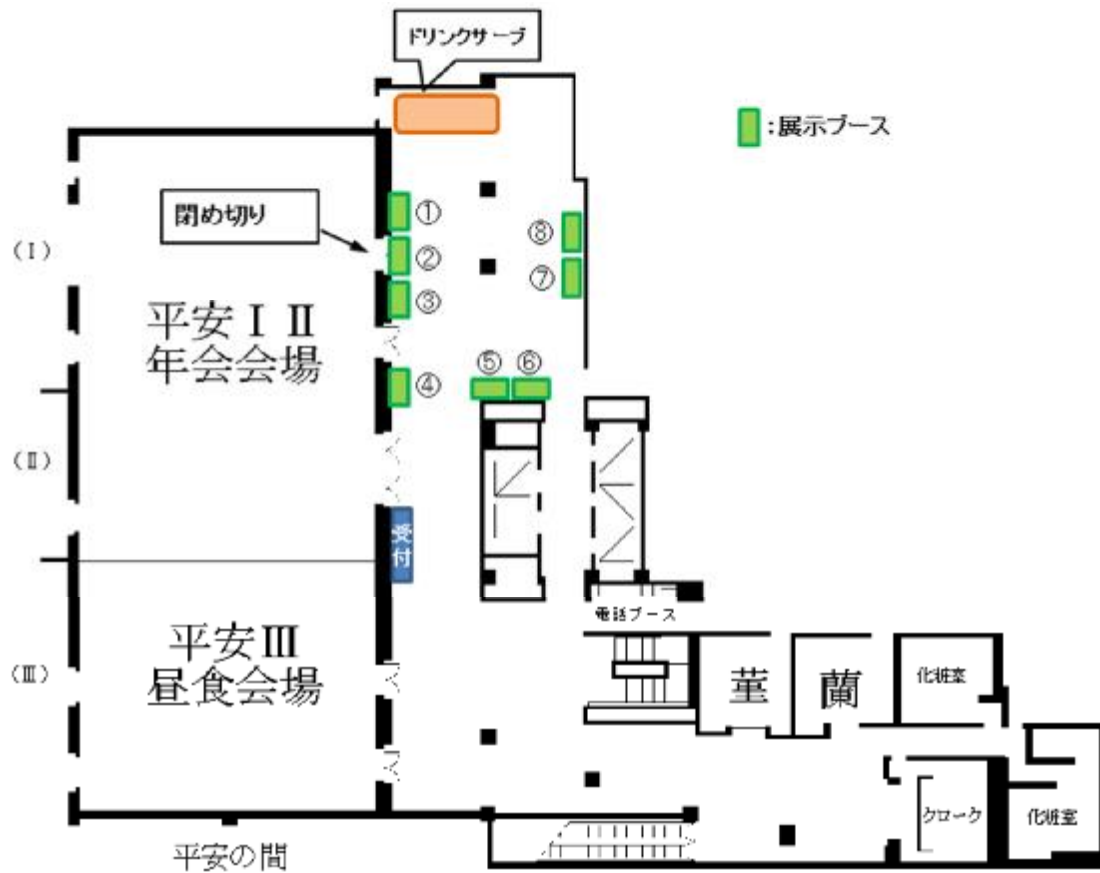 ドリンクサーブ
:展示ブース
閉め切り
①
②
③
④
⑤
⑥
⑦
⑧
(Ⅰ)
平安Ⅰ Ⅱ
年会会場
(Ⅱ)
受付
平安Ⅲ
昼食会場
(Ⅲ)
電話ブース
菫
蘭
化粧室
クローク
化粧室
平安の間